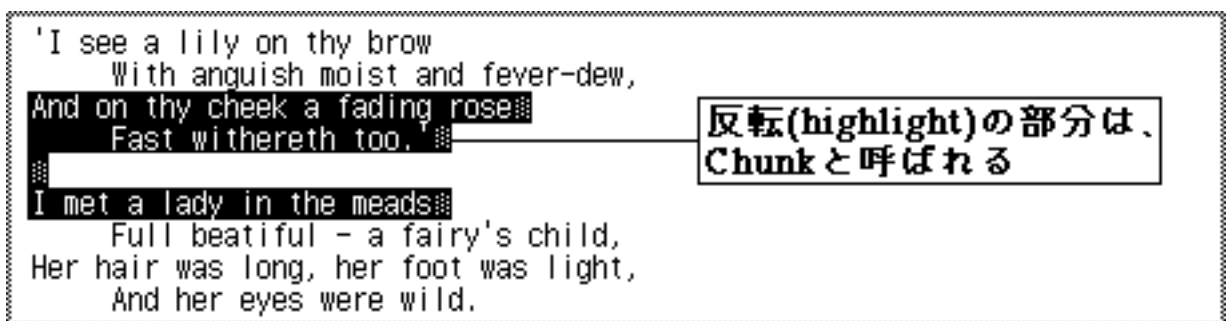 'I see a lily on thy brow
With anguish moist and fever-dew,
And on thy cheek a fading rose
Fast withereth too.'
I met a lady in the meads
Full beatiful - a fairy's child,
Her hair was long, her foot was light,
And her eyes were wild.
反転(highlight)の部分は、
Chunkと呼ばれる